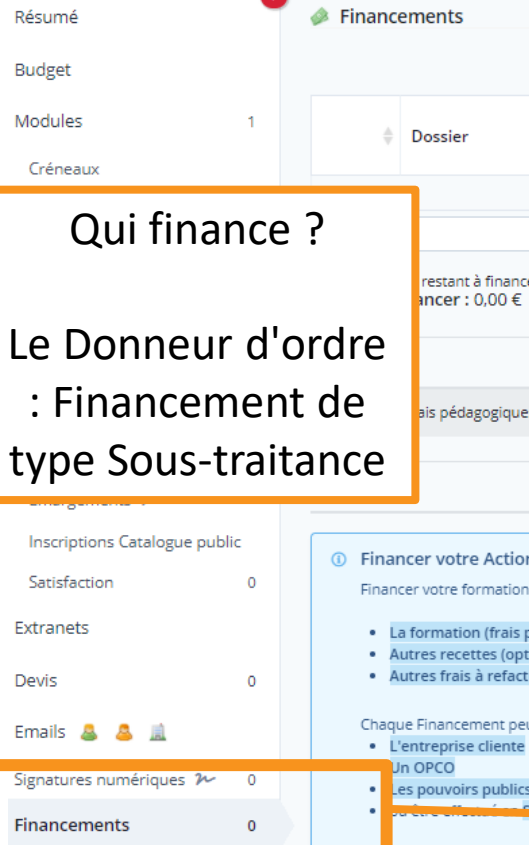 Résumé
Budget
Modules 1
Créneaux
Qui finance ?
Le Donneur d'ordre
: Financement de
type Sous-traitance
Inscriptions Catalogue public
Satisfaction 0
Extranets
Devis 0
Emails
Signatures numériques 0
Financements 0
Financements
Dossier
restant à finance
ancer : 0,00 €
ais pédagogique
Financer votre Action
Financer votre formation
• La formation (frais p
• Autres recettes (opt
• Autres frais à refact
Chaque Financement peu
• L'entreprise cliente
Un OPCO
• Les pouvoirs publics